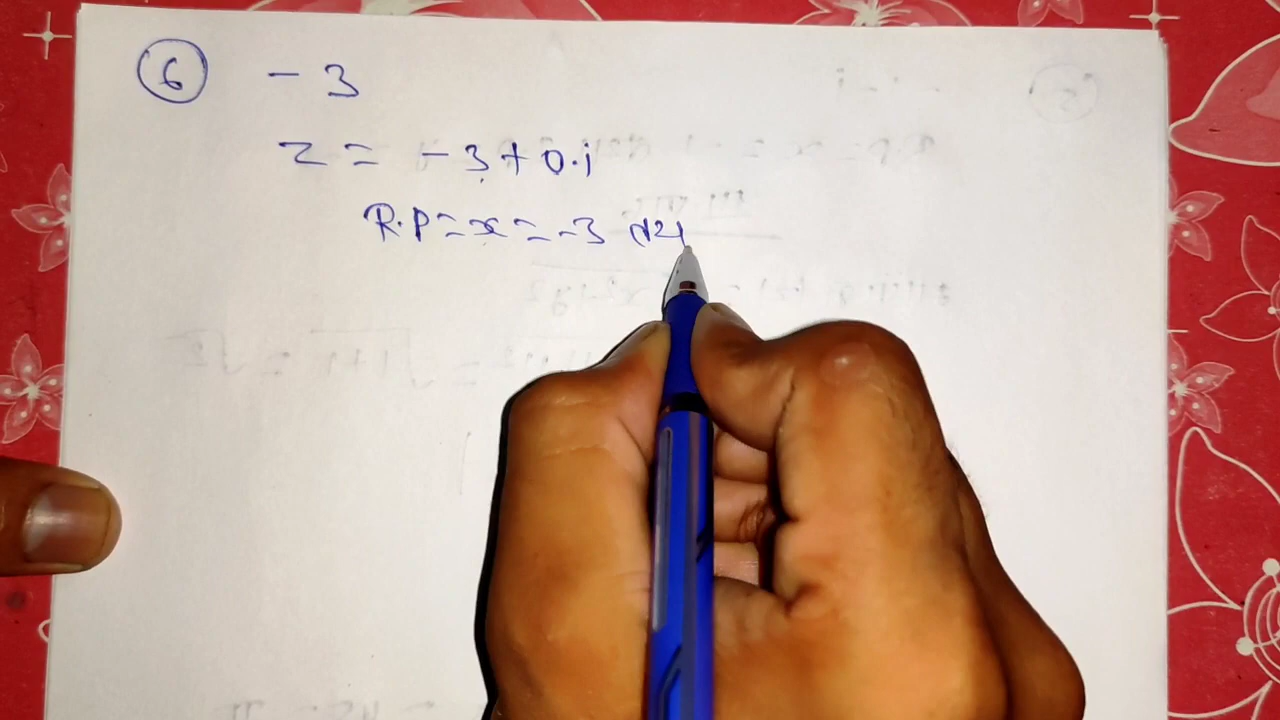 6 - 3
z = - 3 + 0.i
R.P = x = -3